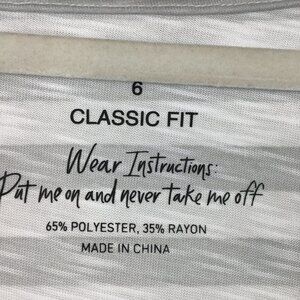 6
CLASSIC FIT
Wear Instructions:
Put me on and never take me off
65% POLYESTER, 35% RAYON
MADE IN CHINA